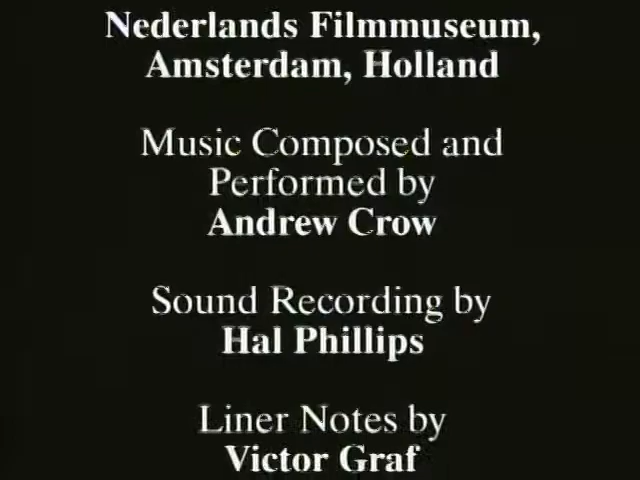 Nederlands Filmmuseum,
Amsterdam, Holland
Music Composed and
Performed by
Andrew Crow
Sound Recording by
Hal Phillips
Liner Notes by
Victor Graf